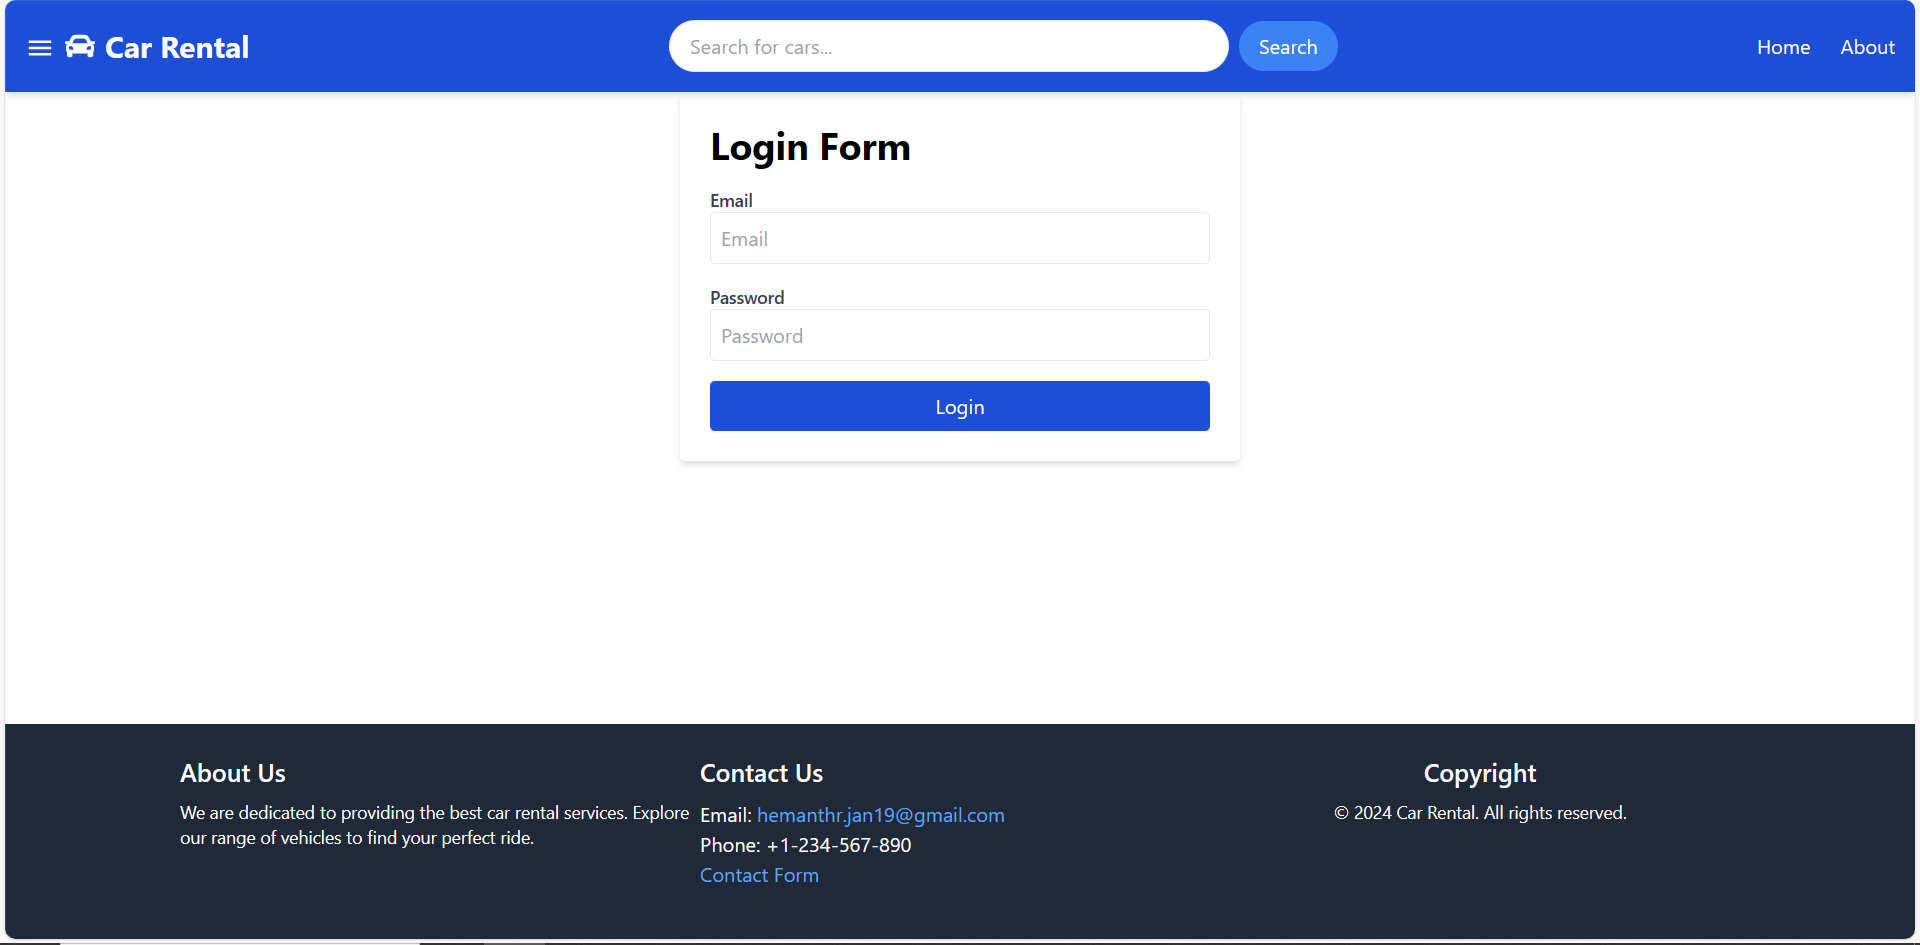 Car Rental
Search for cars...
Search
Home
About
Login Form
Email
Email
Password
Password
Login
About Us
We are dedicated to providing the best car rental services. Explore
our range of vehicles to find your perfect ride.
Contact Us
Email: hemanthr.jan19@gmail.com
Phone: +1-234-567-890
Contact Form
Copyright
© 2024 Car Rental. All rights reserved.